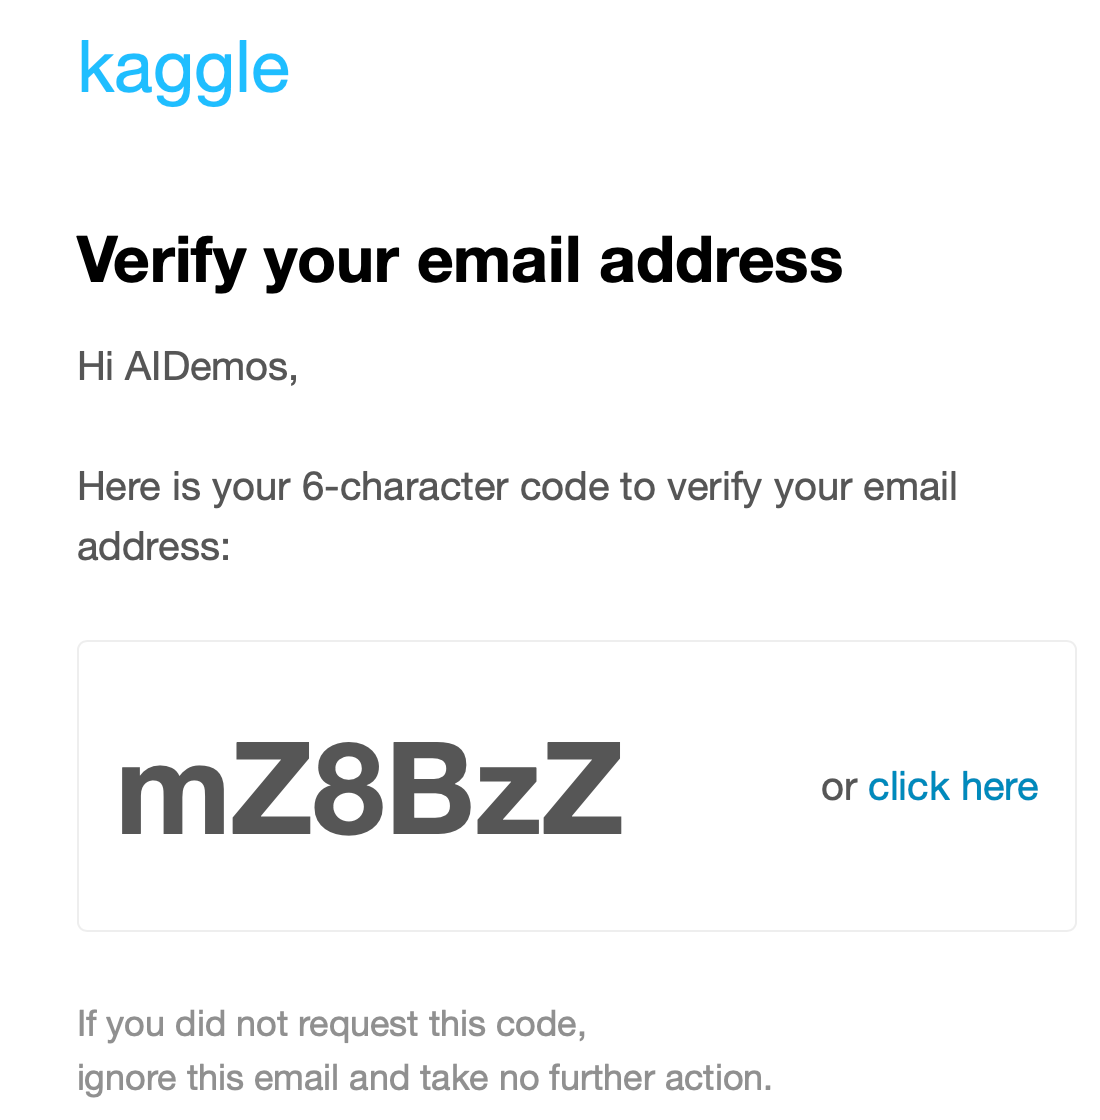 kaggle
Verify your email address
Hi AIDemos,
Here is your 6-character code to verify your email
address:
mZ8BzZ
or click here
If you did not request this code,
ignore this email and take no further action.